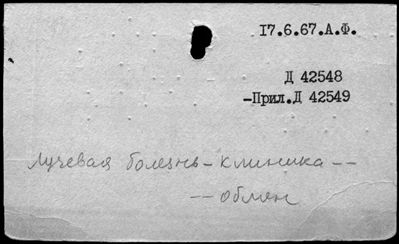 17.6.67.А.Ф.
Д 42548
-Прил.Д 42549
Лучевая болезнь - клиника --
-- обмен